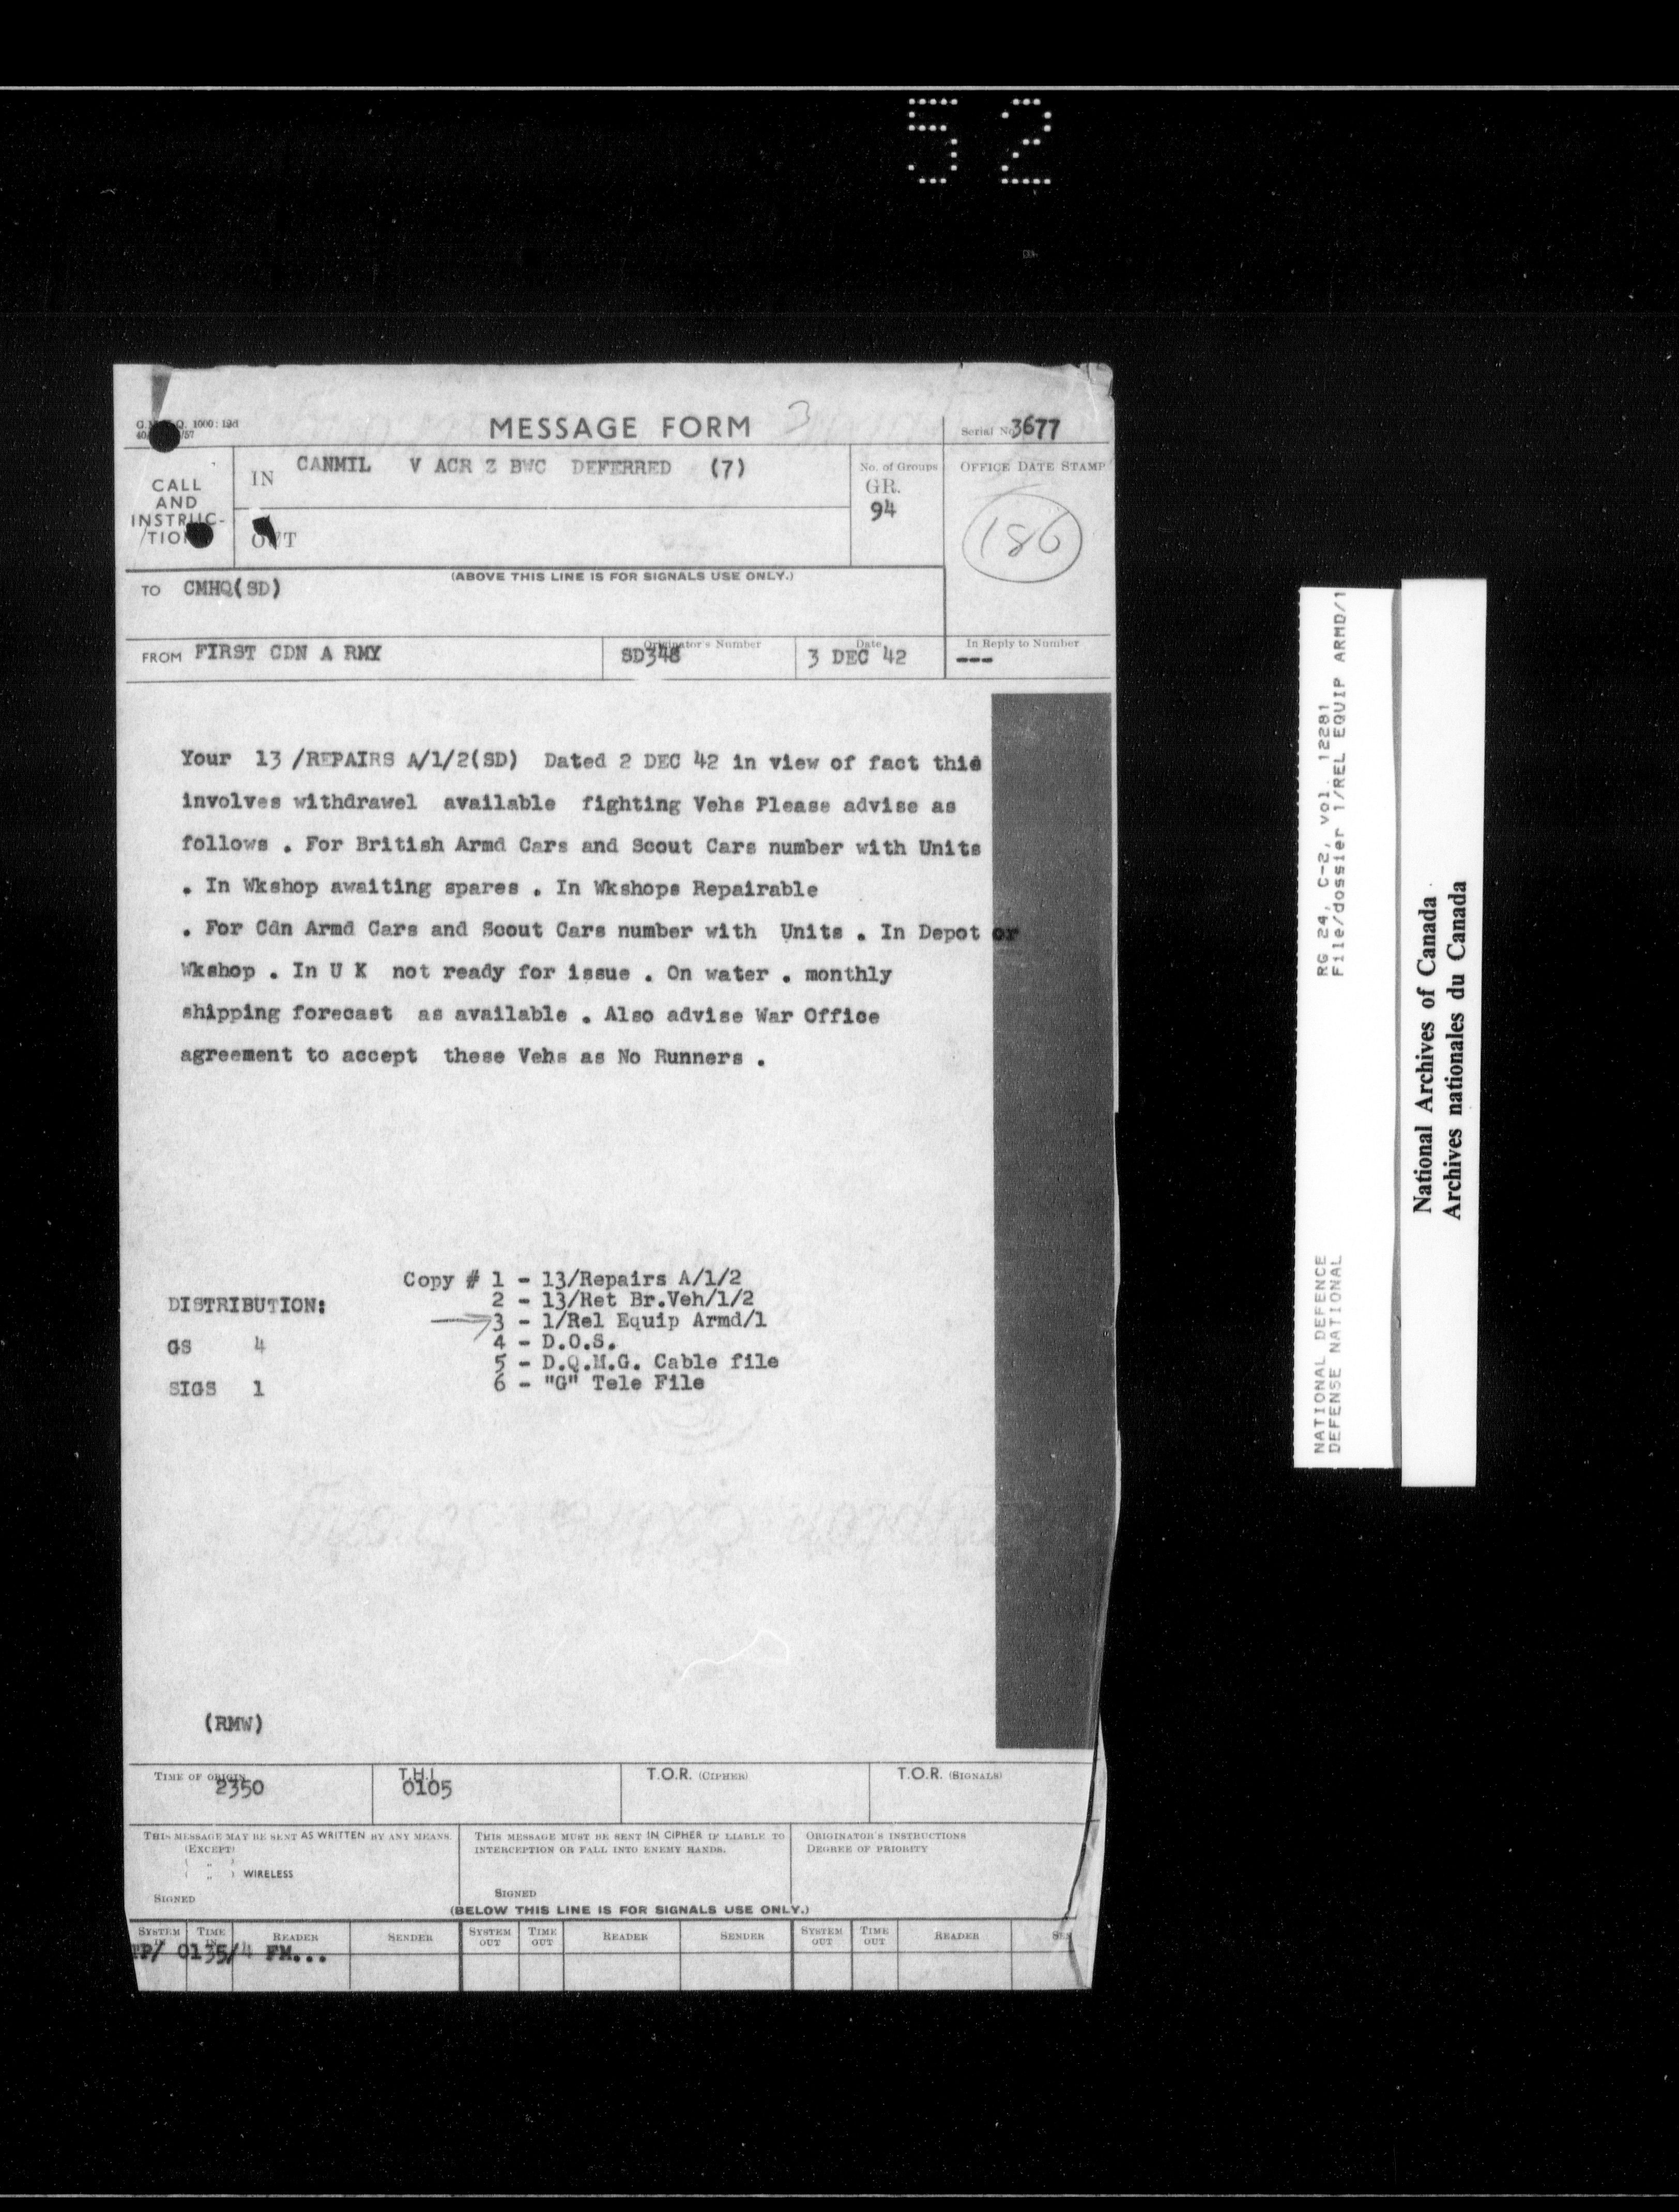 52
MESSAGE FORM 3
1000: 19d
Serial No 3677
CALL
AND
INSTRUC-
TION
IN CANMIL V ACR Z BWC DEFERRED (7)
OUT
No. of Groups
GR.
94
OFFICE DATE STAMP
186
(ABOVE THIS LINE IS FOR SIGNALS USE ONLY.)
TO CMHQ(SD)
FROM FIRST CDN A RMY
Originator's Number
SD348
Date
3 DEC 42
In Reply to Number
---
Your 13 /REPAIRS A/1/2(SD) Dated 2 DEC 42 in view of fact this
involves withdrawel available fighting Vehs Please advise as
follows . For British Armd Cars and Scout Cars number with Units
. In Wkshop awaiting spares . In Wkshops Repairable
. For Cdn Armd Cars and Scout Cars number with Units . In Depot or
Wkshop . In U K not ready for issue . On water . monthly
shipping forecast as available . Also advise War Office
agreement to accept these Vehs as No Runners .
Copy # 1 - 13/Repairs A/1/2
2 - 13/Ret Br.Veh/1/2
3 - 1/Rel Equip Armd/1
4 - D.O.S.
5 - D.Q.M.G. Cable file
6 - "G" Tele File
DISTRIBUTION:
GS 4
SIGS 1
(RMW)
TIME OF ORIGIN
2350
T.H.I.
0105
T.O.R. (CIPHER)
T.O.R. (SIGNALS)
THIS MESSAGE MAY BE SENT AS WRITTEN BY ANY MEANS.
(EXCEPT)
( " )
( " ) WIRELESS
SIGNED
THIS MESSAGE MUST BE SENT IN CIPHER IF LIABLE TO
INTERCEPTION OR FALL INTO ENEMY HANDS.
SIGNED
ORIGINATOR'S INSTRUCTIONS
DEGREE OF PRIORITY
(BELOW THIS LINE IS FOR SIGNALS USE ONLY.)
SYSTEM IN TIME IN READER SENDER SYSTEM OUT TIME OUT READER SENDER SYSTEM OUT TIME OUT READER
0135/4 FM...
RG 24, C-2, vol. 12281
File/dossier 1/REL EQUIP ARMD/1
NATIONAL DEFENCE
DEFENSE NATIONAL
National Archives of Canada
Archives nationales du Canada